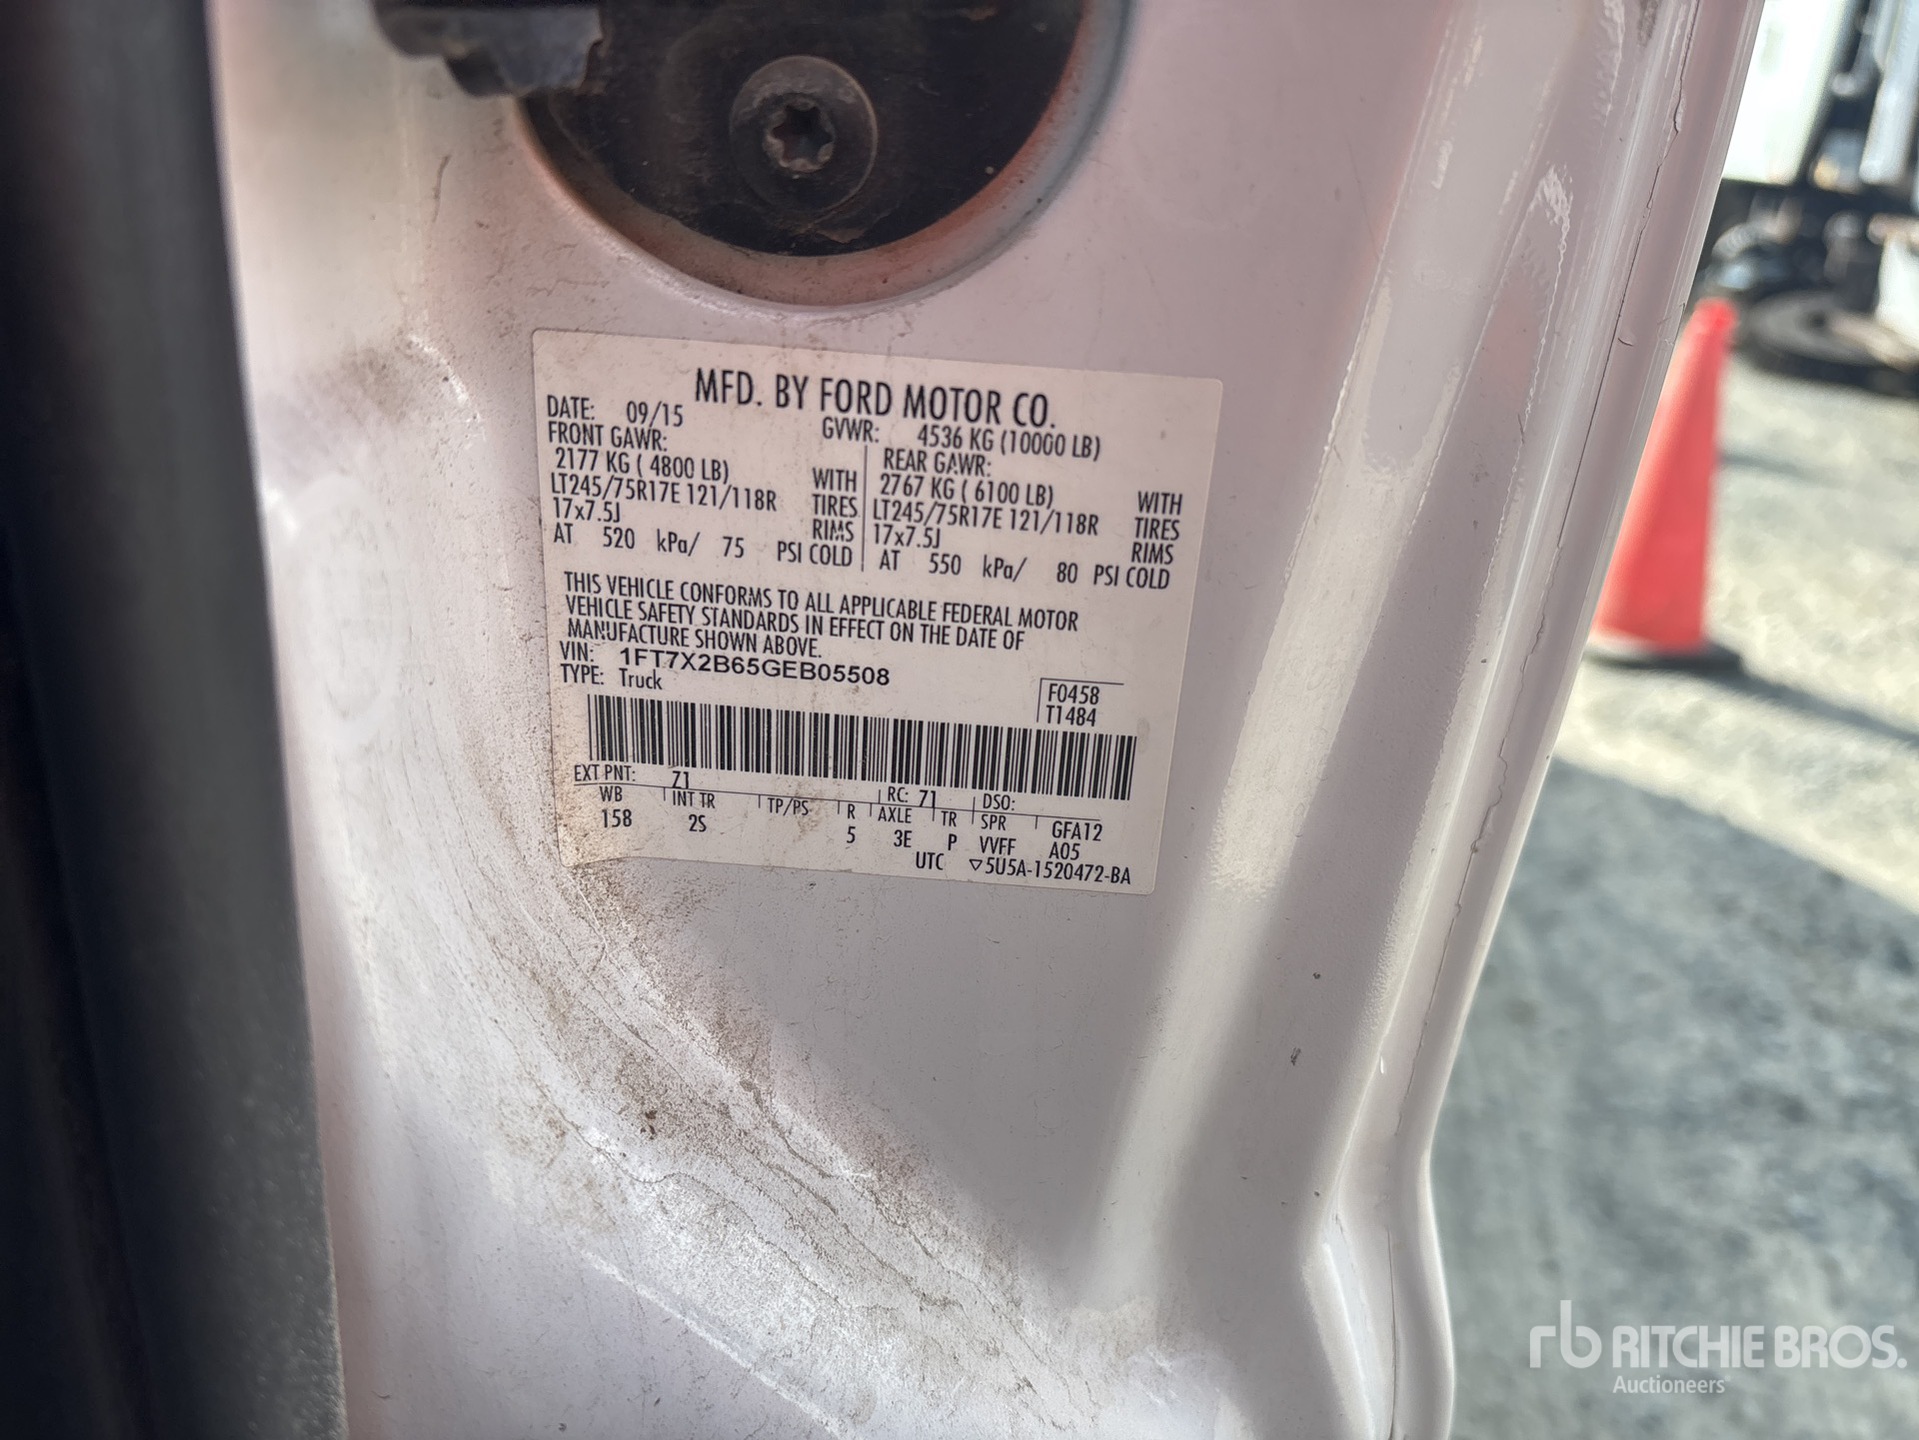 MFD. BY FORD MOTOR CO.
DATE: 09/15 GVWR: 4536 KG (10000 LB)
FRONT GAWR: REAR GAWR:
2177 KG ( 4800 LB) WITH 2767 KG ( 6100 LB) WITH
LT245/75R17E 121/118R TIRES LT245/75R17E 121/118R TIRES
17x7.5J RIMS 17x7.5J RIMS
AT 520 kPa/ 75 PSI COLD AT 550 kPa/ 80 PSI COLD
THIS VEHICLE CONFORMS TO ALL APPLICABLE FEDERAL MOTOR
VEHICLE SAFETY STANDARDS IN EFFECT ON THE DATE OF
MANUFACTURE SHOWN ABOVE.
VIN: 1FT7X2B65GEB05508
TYPE: Truck F0458
T1484
EXT PNT: 71 RC: 71 DSO:
WB INT TR TP/PS R AXLE TR SPR GFA12
158 2S 5 3E P VVFF A05
UTC ▽5U5A-1520472-BA
rb RITCHIE BROS.
Auctioneers